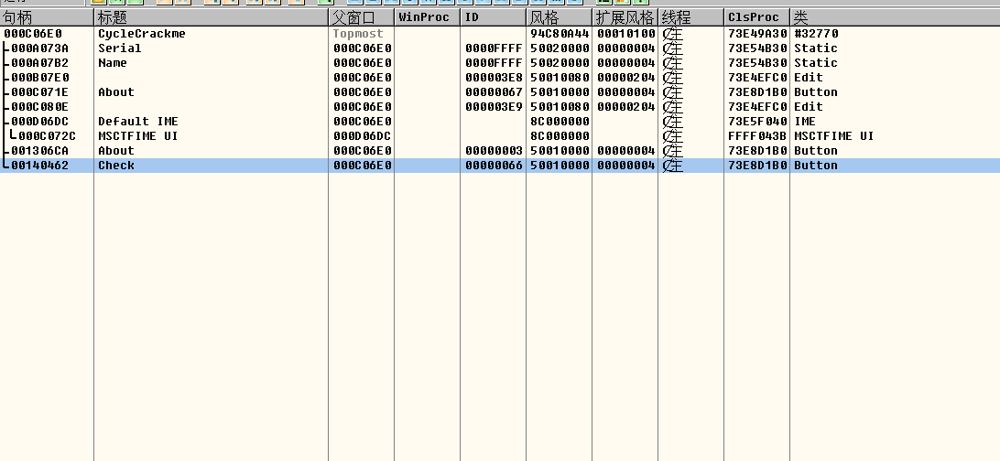 句柄 标题 父窗口 WinProc ID 风格 扩展风格 线程 ClsProc 类
000C06E0 CycleCrackme Topmost 94C80A44 00010100 主 73E49A30 #32770
000A073A Serial 000C06E0 0000FFFF 50020000 00000004 主 73E54B30 Static
000A07B2 Name 000C06E0 0000FFFF 50020000 00000004 主 73E54B30 Static
000B07E0 000C06E0 000003E8 50010080 00000204 主 73E4EFC0 Edit
000C071E About 000C06E0 00000067 50010000 00000004 主 73E8D1B0 Button
000C080E 000C06E0 000003E9 50010080 00000204 主 73E4EFC0 Edit
000D06DC Default IME 000C06E0 8C000000 主 73E5F040 IME
000C072C MSCTFIME UI 000D06DC 8C000000 主 FFFF043B MSCTFIME UI
001306CA About 000C06E0 00000003 50010000 00000004 主 73E8D1B0 Button
00140462 Check 000C06E0 00000066 50010000 00000004 主 73E8D1B0 Button